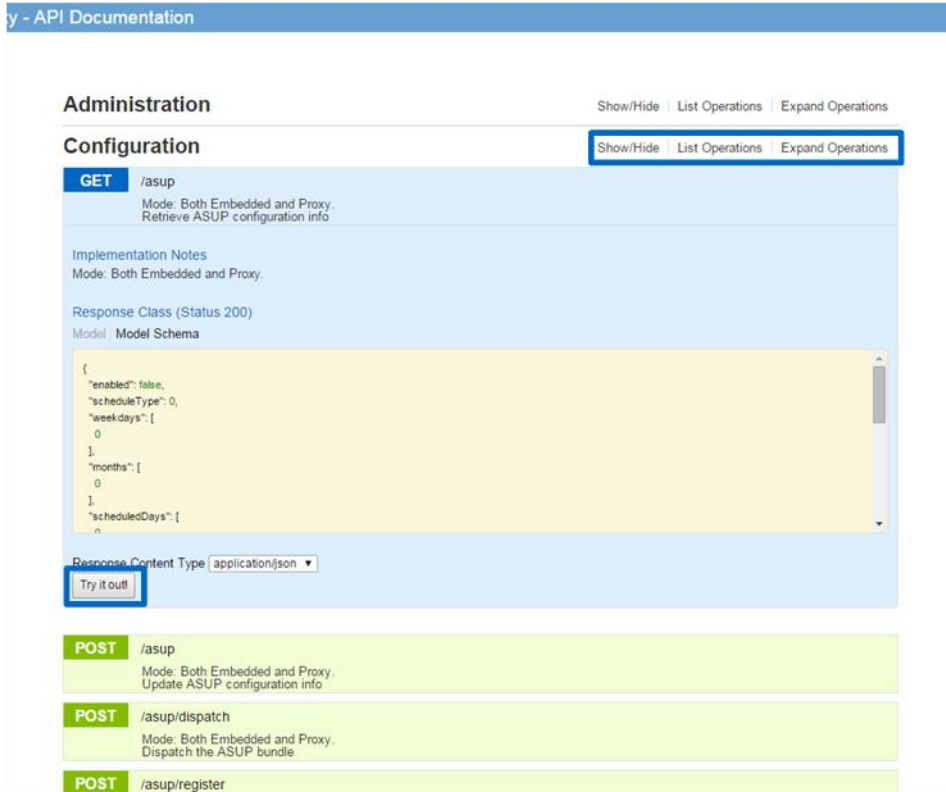 y - API Documentation
Administration Show/Hide List Operations Expand Operations
Configuration Show/Hide List Operations Expand Operations
GET /asup
Mode: Both Embedded and Proxy.
Retrieve ASUP configuration info
Implementation Notes
Mode: Both Embedded and Proxy.
Response Class (Status 200)
Model Model Schema
{
"enabled": false,
"scheduleType": 0,
"weekdays": [
0
],
"months": [
0
],
"scheduledDays": [
0
Response Content Type application/json
Try it out!
POST /asup
Mode: Both Embedded and Proxy.
Update ASUP configuration info
POST /asup/dispatch
Mode: Both Embedded and Proxy.
Dispatch the ASUP bundle
POST /asup/register